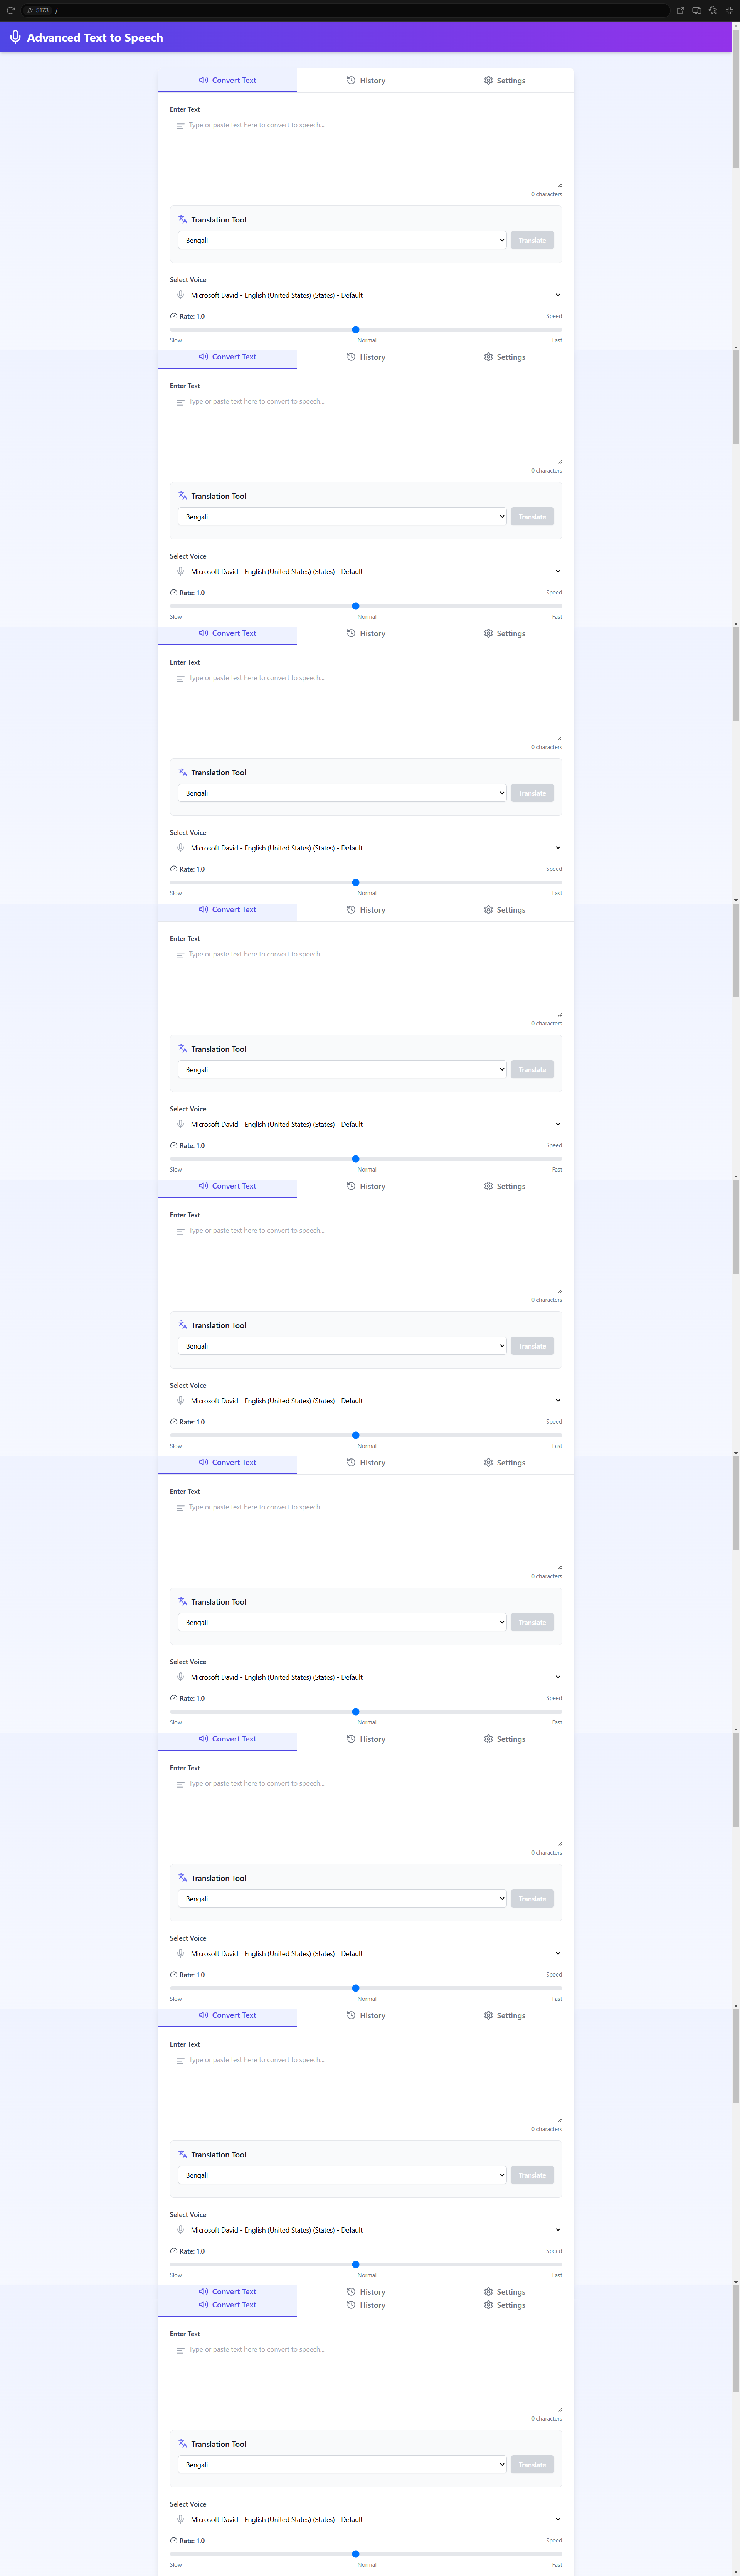 5173 /
Advanced Text to Speech
Convert Text History Settings
Enter Text
Type or paste text here to convert to speech...
0 characters
Translation Tool
Bengali Translate
Select Voice
Microsoft David - English (United States) (States) - Default
Rate: 1.0 Speed
Slow Normal Fast
Convert Text History Settings
Enter Text
Type or paste text here to convert to speech...
0 characters
Translation Tool
Bengali Translate
Select Voice
Microsoft David - English (United States) (States) - Default
Rate: 1.0 Speed
Slow Normal Fast
Convert Text History Settings
Enter Text
Type or paste text here to convert to speech...
0 characters
Translation Tool
Bengali Translate
Select Voice
Microsoft David - English (United States) (States) - Default
Rate: 1.0 Speed
Slow Normal Fast
Convert Text History Settings
Enter Text
Type or paste text here to convert to speech...
0 characters
Translation Tool
Bengali Translate
Select Voice
Microsoft David - English (United States) (States) - Default
Rate: 1.0 Speed
Slow Normal Fast
Convert Text History Settings
Enter Text
Type or paste text here to convert to speech...
0 characters
Translation Tool
Bengali Translate
Select Voice
Microsoft David - English (United States) (States) - Default
Rate: 1.0 Speed
Slow Normal Fast
Convert Text History Settings
Enter Text
Type or paste text here to convert to speech...
0 characters
Translation Tool
Bengali Translate
Select Voice
Microsoft David - English (United States) (States) - Default
Rate: 1.0 Speed
Slow Normal Fast
Convert Text History Settings
Enter Text
Type or paste text here to convert to speech...
0 characters
Translation Tool
Bengali Translate
Select Voice
Microsoft David - English (United States) (States) - Default
Rate: 1.0 Speed
Slow Normal Fast
Convert Text History Settings
Enter Text
Type or paste text here to convert to speech...
0 characters
Translation Tool
Bengali Translate
Select Voice
Microsoft David - English (United States) (States) - Default
Rate: 1.0 Speed
Slow Normal Fast
Convert Text History Settings
Convert Text History Settings
Enter Text
Type or paste text here to convert to speech...
0 characters
Translation Tool
Bengali Translate
Select Voice
Microsoft David - English (United States) (States) - Default
Rate: 1.0 Speed
Slow Normal Fast